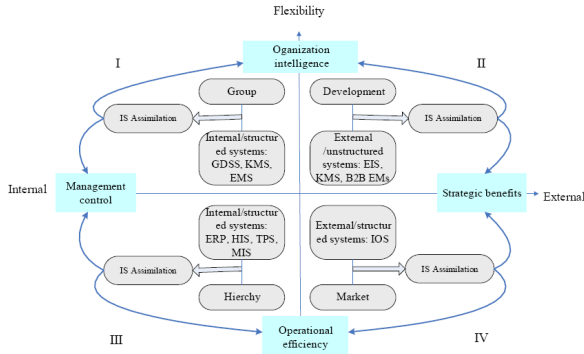 Flexibility
I
Oganization
intelligence
II
Group
Development
IS Assimilation
IS Assimilation
Internal/structur
ed systems:
GDSS, KMS,
EMS
External
/unstructured
systems: EIS,
KMS, B2B EMs
Internal
Management
control
Strategic benefits
External
Internal/structur
ed systems:
ERP, HIS, TPS,
MIS
External/structur
ed systems: IOS
IS Assimilation
IS Assimilation
Hierchy
Market
III
Operational
efficiency
IV